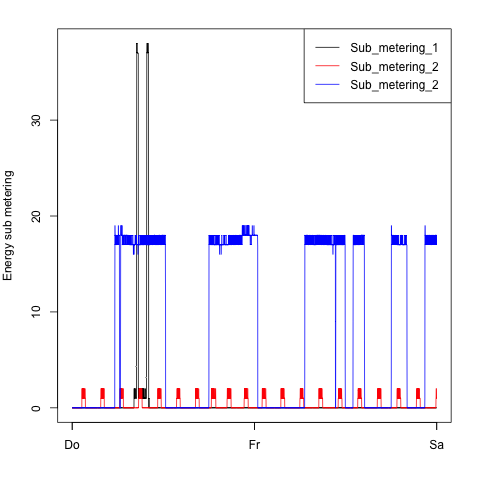 Sub_metering_1
Sub_metering_2
Sub_metering_2
Energy sub metering
30
20
10
0
Do Fr Sa